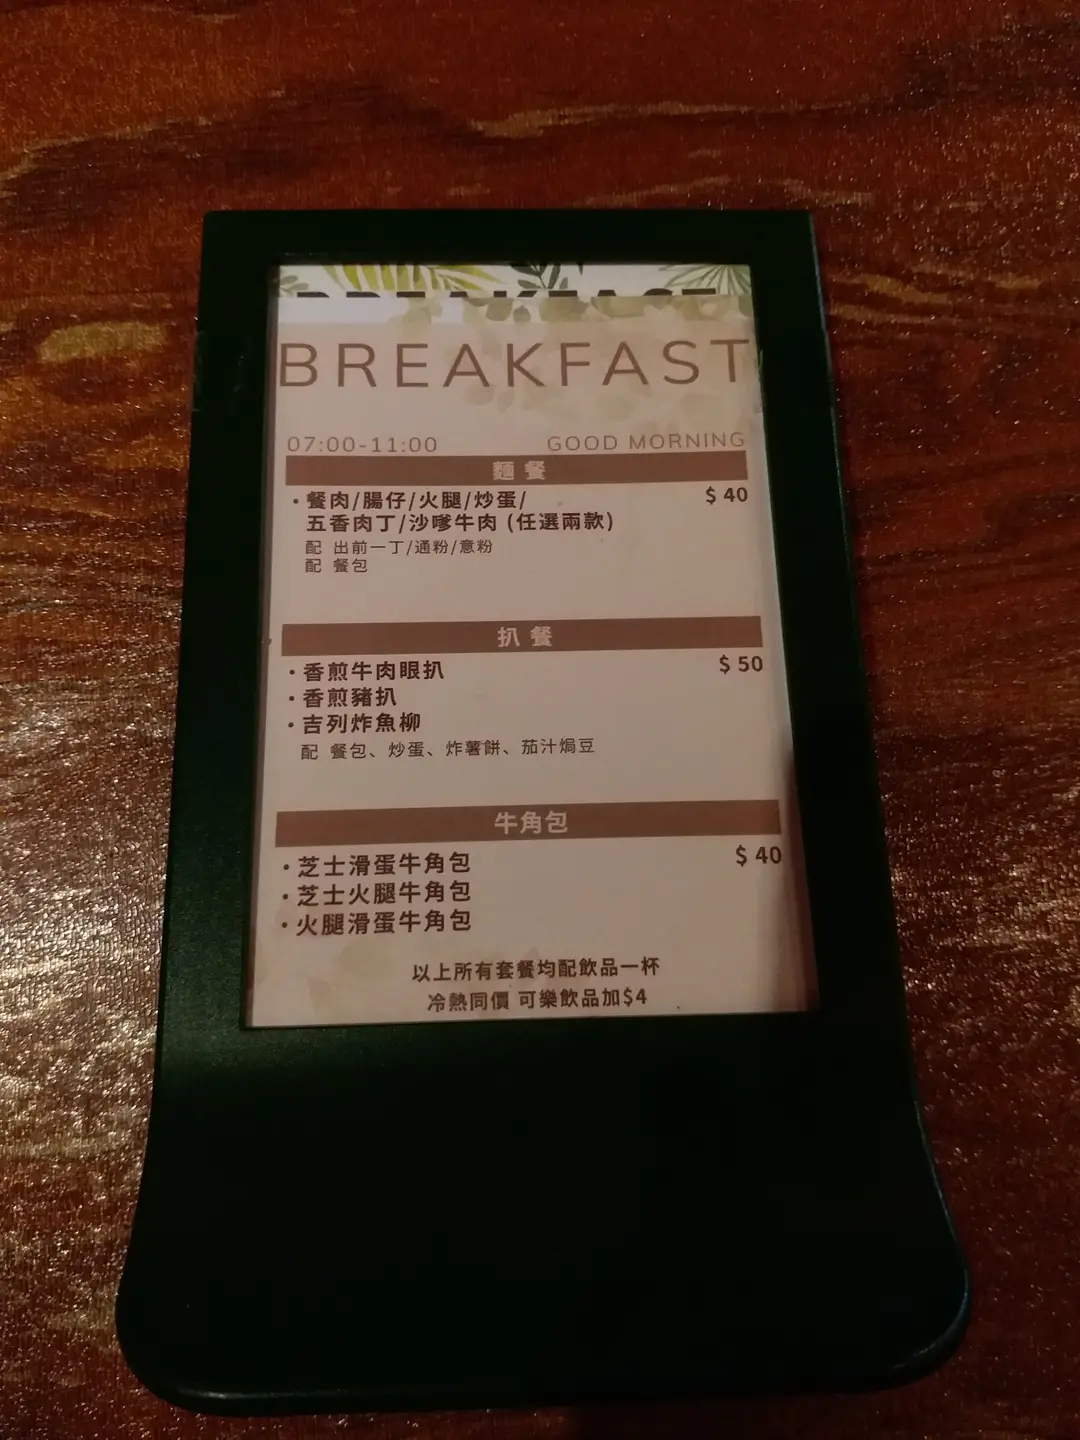 BREAKFAST
BREAKFAST
07:00-11:00 GOOD MORNING
麵 餐
・餐肉/腸仔/火腿/炒蛋/ $ 40
五香肉丁/沙嗲牛肉 (任選兩款)
配 出前一丁/通粉/意粉
配 餐包
扒 餐
・香煎牛肉眼扒 $ 50
・香煎豬扒
・吉列炸魚柳
配 餐包、炒蛋、炸薯餅、茄汁焗豆
牛角包
・芝士滑蛋牛角包 $ 40
・芝士火腿牛角包
・火腿滑蛋牛角包
以上所有套餐均配飲品一杯
冷熱同價 可樂飲品加$4